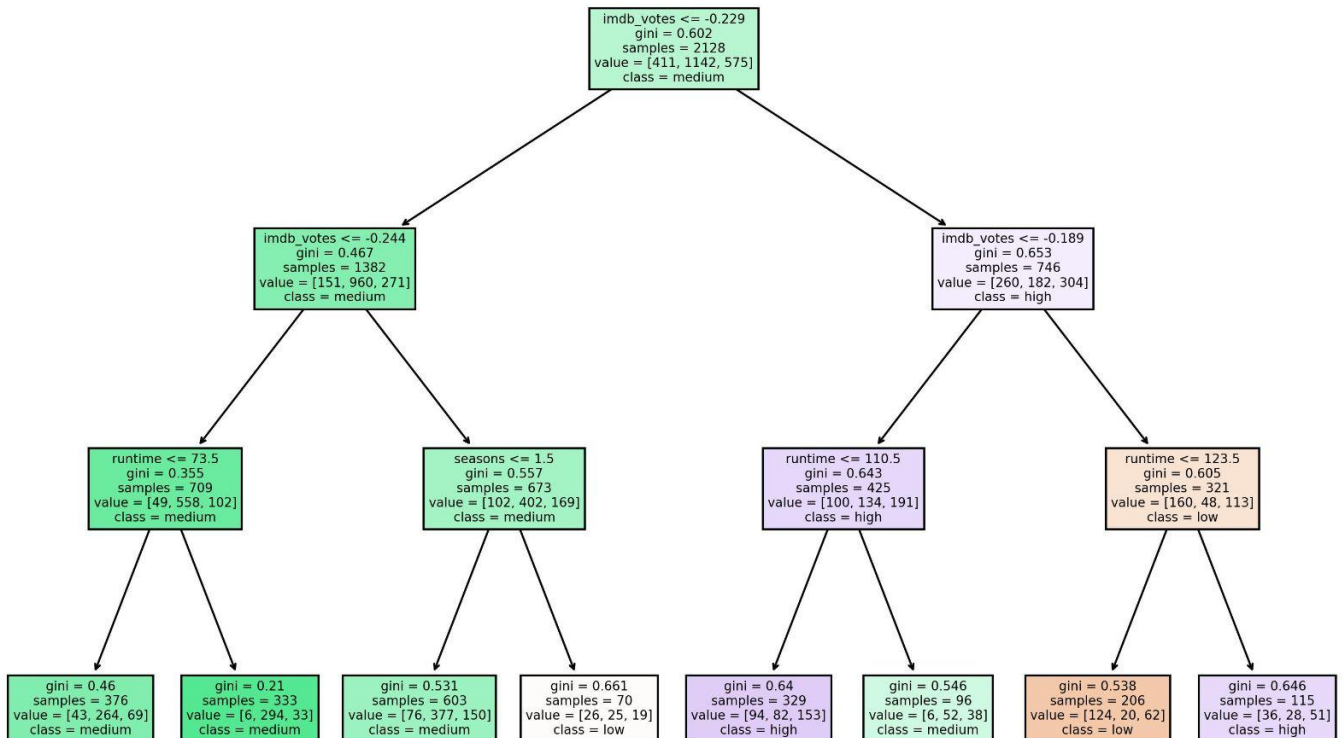 imdb_votes <= -0.229
gini = 0.602
samples = 2128
value = [411, 1142, 575]
class = medium
imdb_votes <= -0.244
gini = 0.467
samples = 1382
value = [151, 960, 271]
class = medium
imdb_votes <= -0.189
gini = 0.653
samples = 746
value = [260, 182, 304]
class = high
runtime <= 73.5
gini = 0.355
samples = 709
value = [49, 558, 102]
class = medium
seasons <= 1.5
gini = 0.557
samples = 673
value = [102, 402, 169]
class = medium
runtime <= 110.5
gini = 0.643
samples = 425
value = [100, 134, 191]
class = high
runtime <= 123.5
gini = 0.605
samples = 321
value = [160, 48, 113]
class = low
gini = 0.46
samples = 376
value = [43, 264, 69]
class = medium
gini = 0.21
samples = 333
value = [6, 294, 33]
class = medium
gini = 0.531
samples = 603
value = [76, 377, 150]
class = medium
gini = 0.661
samples = 70
value = [26, 25, 19]
class = low
gini = 0.64
samples = 329
value = [94, 82, 153]
class = high
gini = 0.546
samples = 96
value = [6, 52, 38]
class = medium
gini = 0.538
samples = 206
value = [124, 20, 62]
class = low
gini = 0.646
samples = 115
value = [36, 28, 51]
class = high